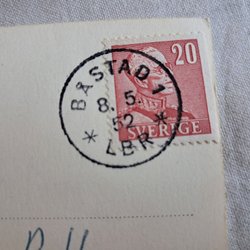 20
BÅSTAD 1
8. 5.
52
* LBR *
SVERIGE